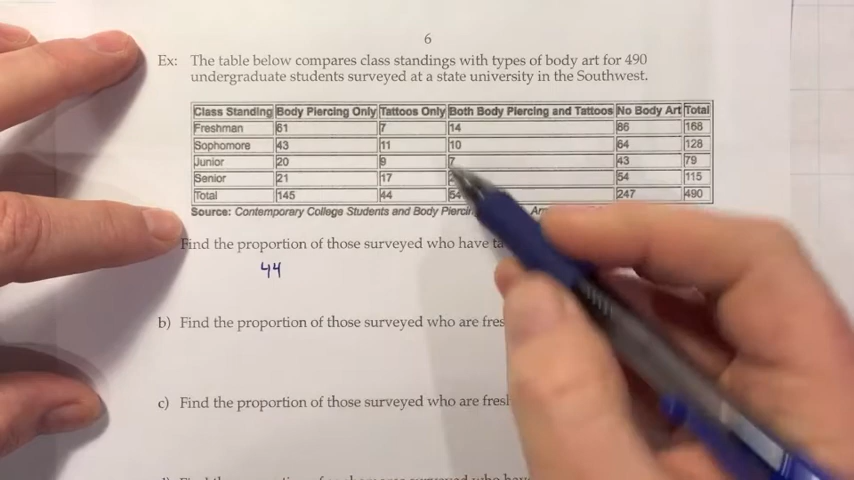 6
Ex: The table below compares class standings with types of body art for 490
undergraduate students surveyed at a state university in the Southwest.
Class Standing Body Piercing Only Tattoos Only Both Body Piercing and Tattoos No Body Art Total
Freshman 61 7 14 86 168
Sophomore 43 11 10 64 128
Junior 20 9 7 43 79
Senior 21 17 54 115
Total 145 44 54 247 490
Source: Contemporary College Students and Body
Find the proportion of those surveyed who have
44
b) Find the proportion of those surveyed who are
c) Find the proportion of those surveyed who are